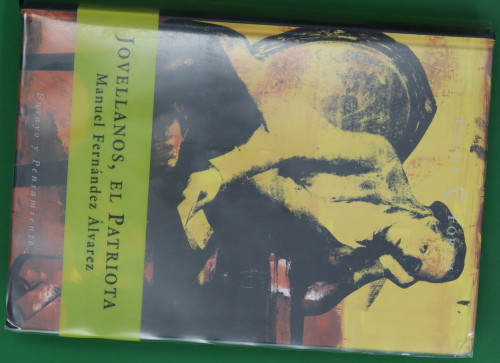 JOVELLANOS, EL PATRIOTA
Manuel Fernández Álvarez
Ensayo y Pensamiento